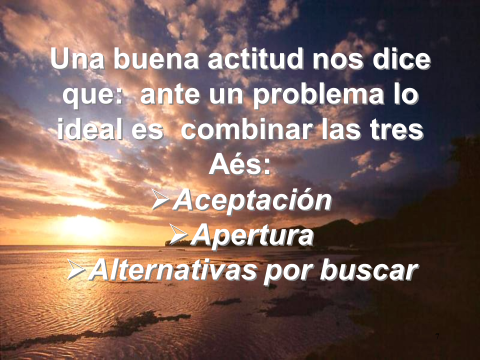 Una buena actitud nos dice
que: ante un problema lo
ideal es combinar las tres
Aés:
➢Aceptación
➢Apertura
➢Alternativas por buscar